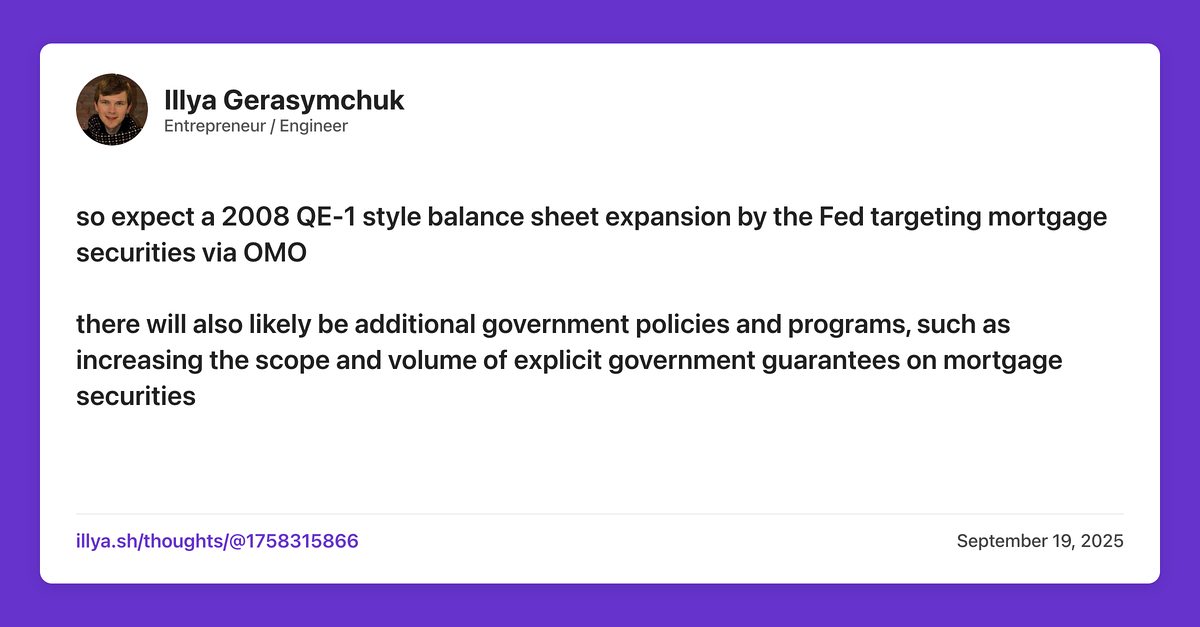 Illya Gerasymchuk
Entrepreneur / Engineer
so expect a 2008 QE-1 style balance sheet expansion by the Fed targeting mortgage
securities via OMO
there will also likely be additional government policies and programs, such as
increasing the scope and volume of explicit government guarantees on mortgage
securities
illya.sh/thoughts/@1758315866
September 19, 2025